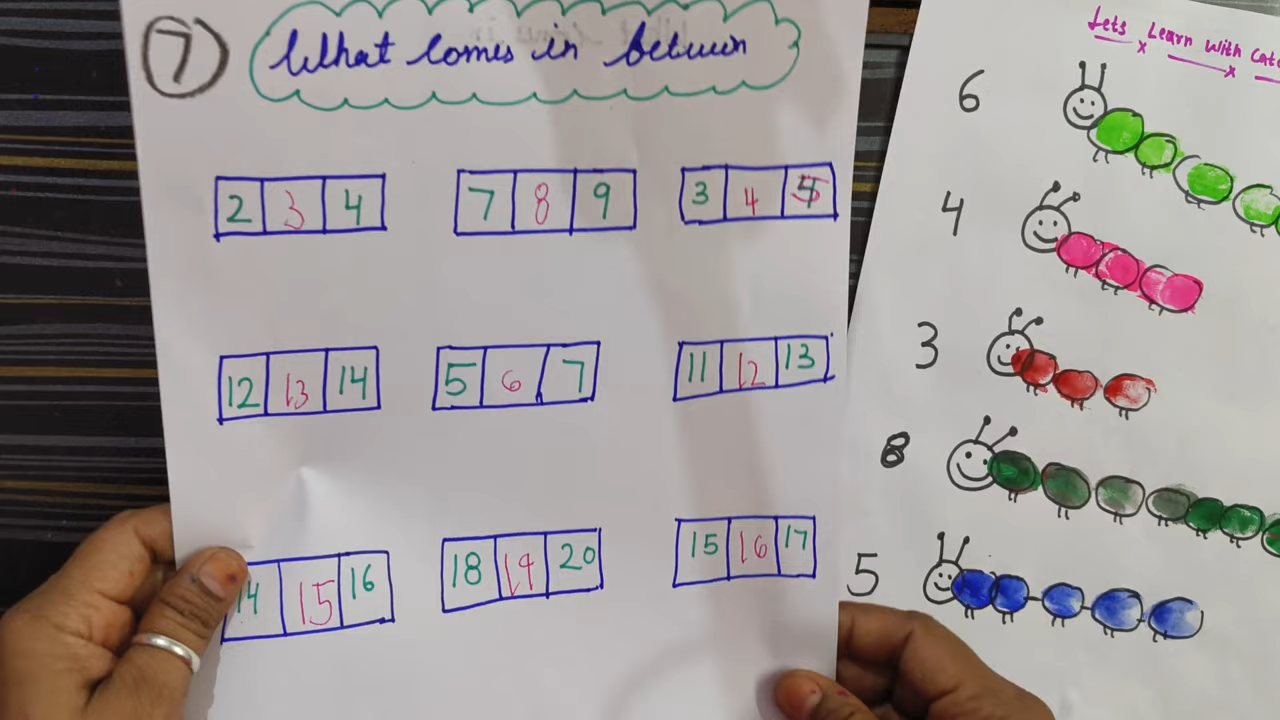 7 What comes in between
2 3 4 7 8 9 3 4 5
12 13 14 5 6 7 11 12 13
14 15 16 18 19 20 15 16 17
Lets Learn With
6
4
3
8
5